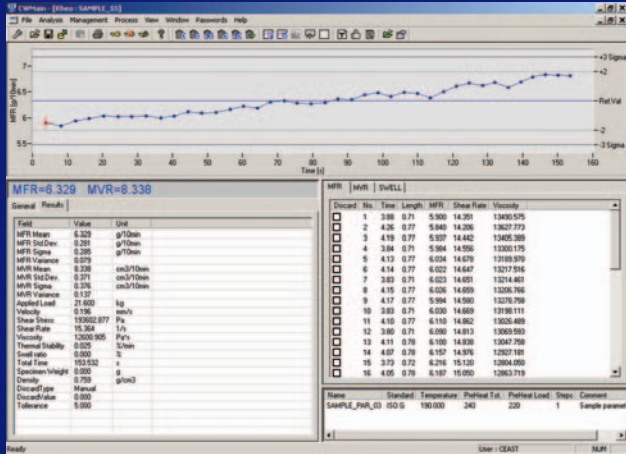 CWMain - [Rheo : SAMPLE_SS]
File Analysis Management Process View Window Passwords Help
MFR [g/10min]
7
6.5
6
5.5
+3 Sigma
+2
Ref.Val
-2
-3 Sigma
0 10 20 30 40 50 60 70 80 90 100 110 120 130 140 150 160
Time [s]
MFR=6.329 MVR=8.338
General Results
Field Value Unit
MFR Mean 6.329 g/10min
MFR Std.Dev. 0.281 g/10min
MFR Sigma 0.285 g/10min
MFR Variance 0.079
MVR Mean 8.338 cm3/10min
MVR Std.Dev. 0.371 cm3/10min
MVR Sigma 0.376 cm3/10min
MVR Variance 0.137
Applied Load 21.600 kg
Velocity 0.196 mm/s
Shear Stress 193602.877 Pa
Shear Rate 15.364 1/s
Viscosity 12600.905 Pa*s
Thermal Stability 0.025 %/min
Swell ratio 0.000 %
Total Time 153.532 s
Specimen Weight 0.000 g
Density 0.759 g/cm3
DiscardType Manual
DiscardValue 0.000
Tollerance 5.000
MFR MVR SWELL
Discard No. Time Length MFR Shear Rate Viscosity
1 3.88 0.71 5.900 14.351 13490.575
2 4.26 0.77 5.840 14.206 13627.773
3 4.19 0.77 5.937 14.442 13405.389
4 3.84 0.71 5.984 14.556 13300.175
5 4.13 0.77 6.034 14.678 13189.970
6 4.14 0.77 6.022 14.647 13217.516
7 3.83 0.71 6.023 14.651 13214.461
8 4.15 0.77 6.026 14.659 13206.766
9 4.17 0.77 5.994 14.580 13278.759
10 3.83 0.71 6.030 14.669 13198.111
11 4.10 0.77 6.110 14.862 13026.489
12 3.80 0.71 6.090 14.813 13069.593
13 4.11 0.78 6.100 14.838 13047.758
14 4.07 0.78 6.157 14.976 12927.181
15 3.73 0.72 6.216 15.120 12804.050
16 4.05 0.78 6.187 15.050 12863.719
Name Standard Temperature PreHeat Tot. PreHeat Load Steps Comment
SAMPLE_PAR_03 ISO G 190.000 240 220 1 Sample paramet
Ready User : CEAST NUM